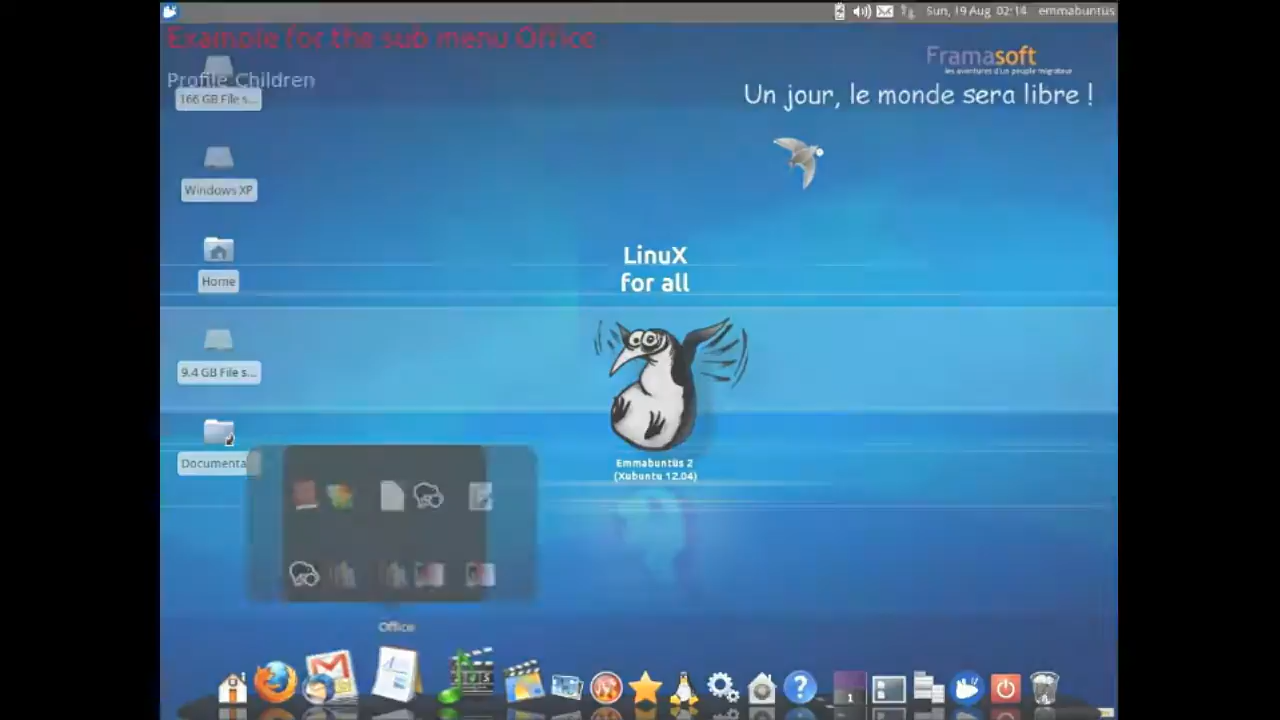 Sun, 19 Aug 02:14 emmabuntüs
Example for the sub menu Office
Profile Children
Framasoft
les aventures d'un peuple migrateur
Un jour, le monde sera libre !
166 GB File s...
Windows XP
Home
9.4 GB File s...
Documenta
LinuX
for all
Emmabuntüs 2
(Xubuntu 12.04)
Office
1